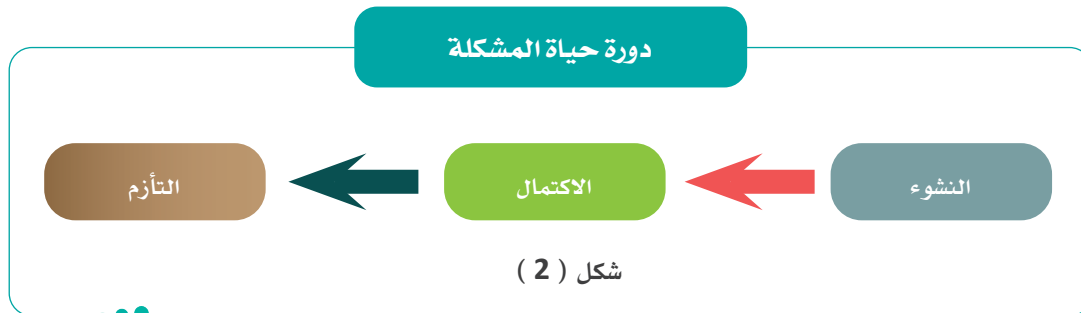 دورة حياة المشكلة
النشوء
الاكتمال
التأزم
شكل ( 2 )